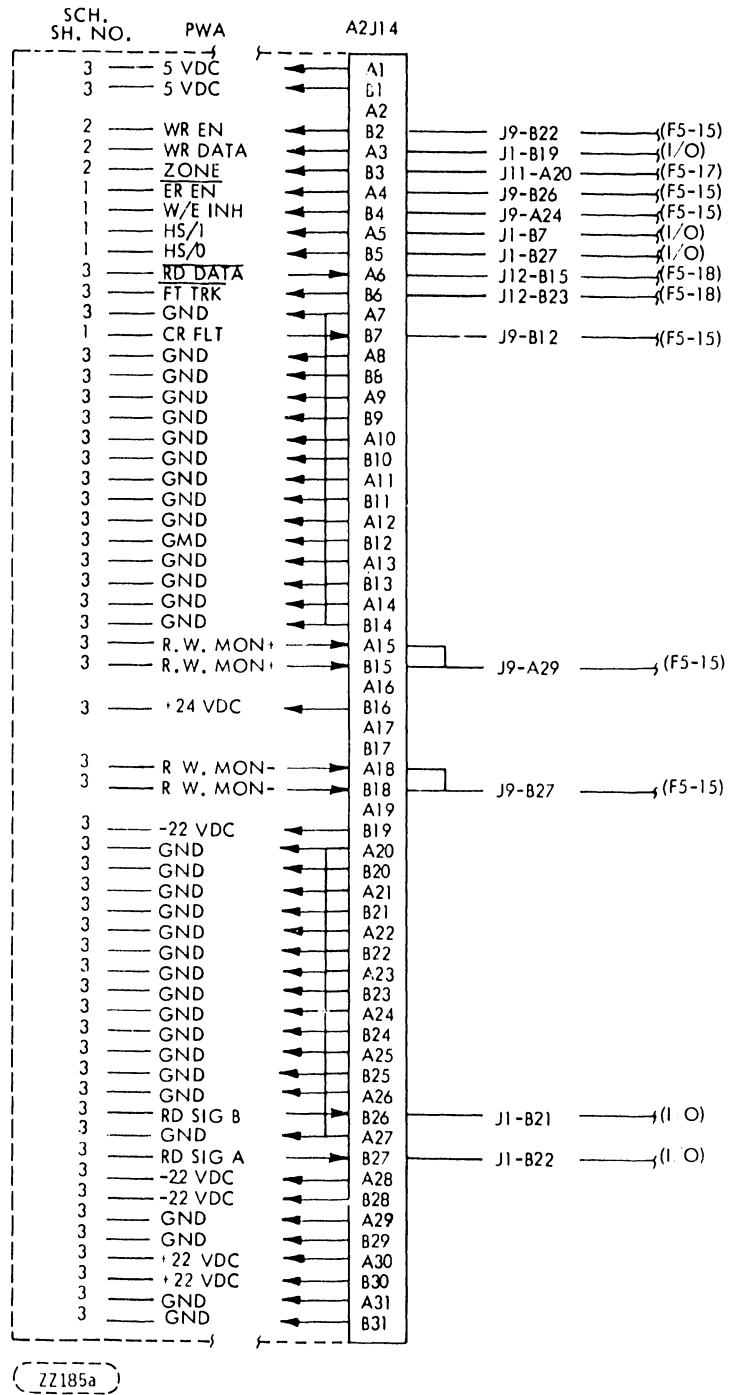 SCH.
SH. NO. PWA A2J14
3 5 VDC A1
3 5 VDC B1
A2
2 WR EN B2 J9-B22 (F5-15)
2 WR DATA A3 J1-B19 (I/O)
2 ZONE B3 J11-A20 (F5-17)
1 ER EN A4 J9-B26 (F5-15)
1 W/E INH B4 J9-A24 (F5-15)
1 HS/1 A5 J1-B7 (I/O)
1 HS/0 B5 J1-B27 (I/O)
3 RD DATA A6 J12-B15 (F5-18)
3 FT TRK B6 J12-B23 (F5-18)
3 GND A7
1 CR FLT B7 J9-B12 (F5-15)
3 GND A8
3 GND B8
3 GND A9
3 GND B9
3 GND A10
3 GND B10
3 GND A11
3 GND B11
3 GND A12
3 GMD B12
3 GND A13
3 GND B13
3 GND A14
3 GND B14
3 R.W. MON+ A15
3 R.W. MON+ B15 J9-A29 (F5-15)
A16
3 +24 VDC B16
A17
B17
3 R W. MON- A18
3 R W. MON- B18 J9-B27 (F5-15)
A19
3 -22 VDC B19
3 GND A20
3 GND B20
3 GND A21
3 GND B21
3 GND A22
3 GND B22
3 GND A23
3 GND B23
3 GND A24
3 GND B24
3 GND A25
3 GND B25
3 GND A26
3 RD SIG B B26 J1-B21 (I O)
3 GND A27
3 RD SIG A B27 J1-B22 (I O)
3 -22 VDC A28
3 -22 VDC B28
3 GND A29
3 GND B29
3 +22 VDC A30
3 +22 VDC B30
3 GND A31
3 GND B31
ZZ185a